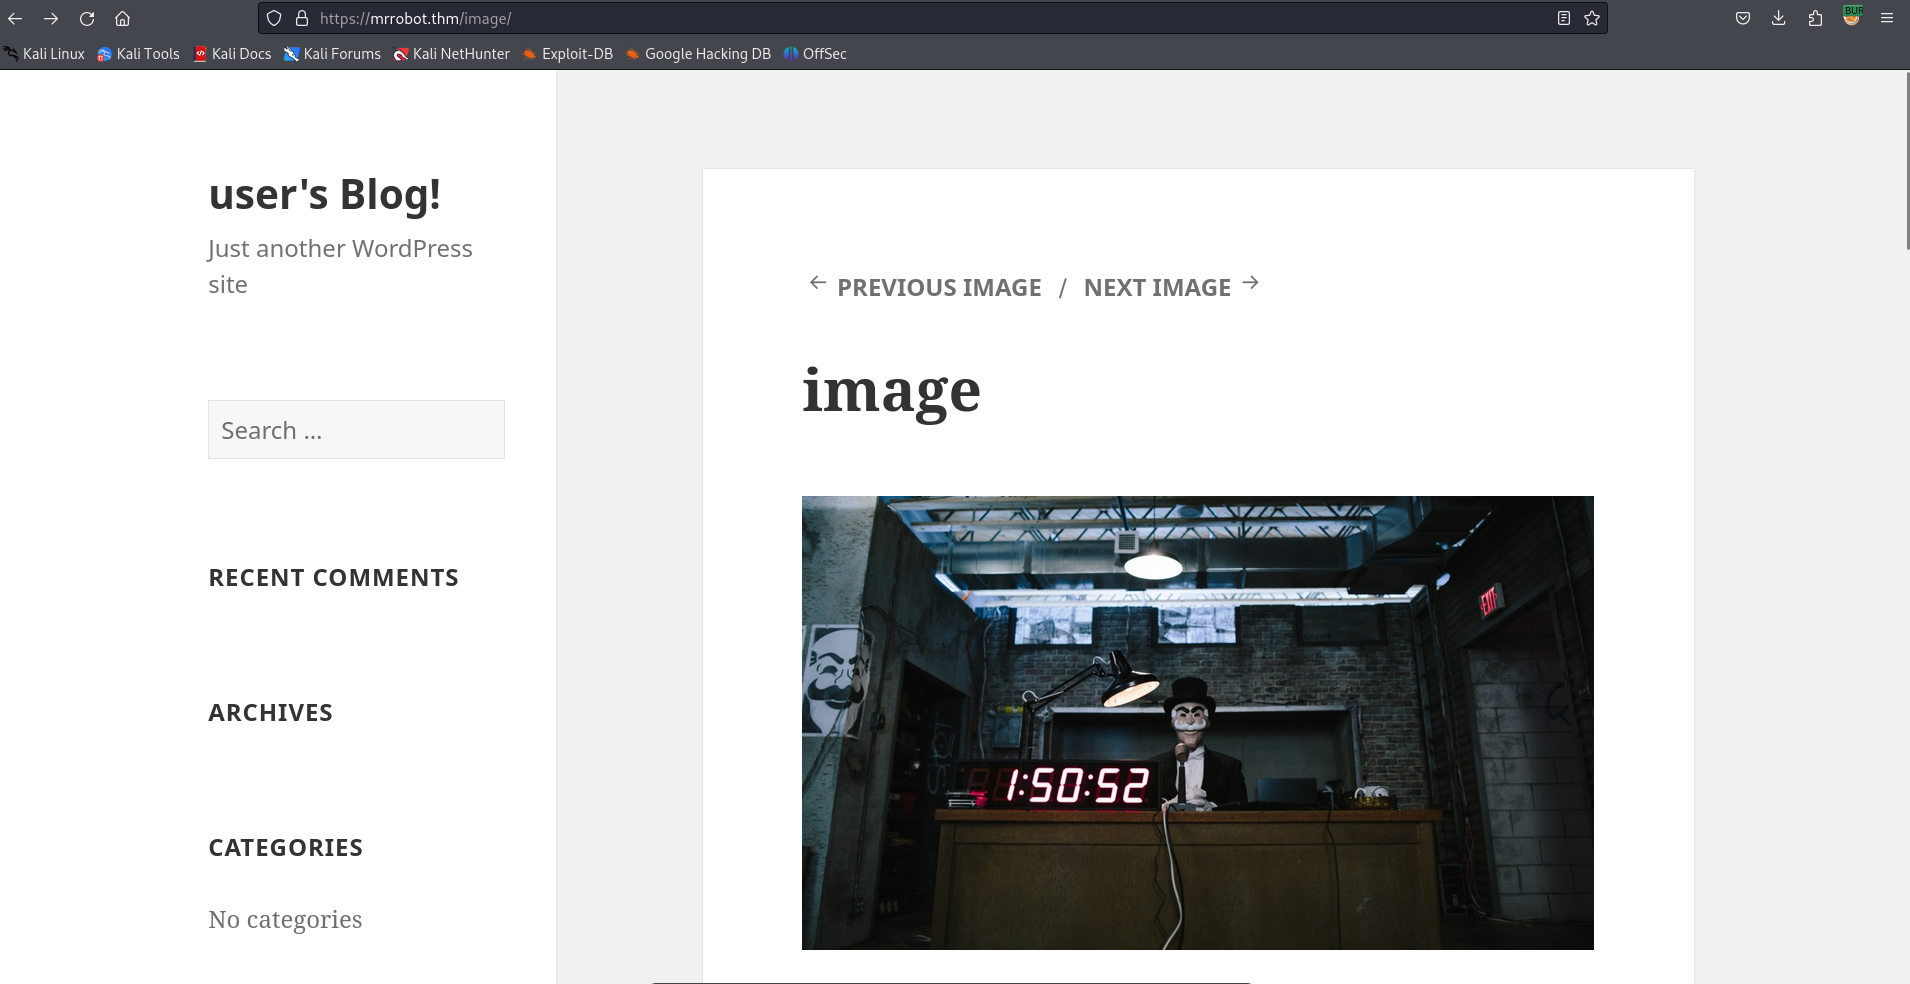 https://mrrobot.thm/image/
BUR
Kali Linux Kali Tools Kali Docs Kali Forums Kali NetHunter Exploit-DB Google Hacking DB OffSec
user's Blog!
Just another WordPress
site
Search ...
RECENT COMMENTS
ARCHIVES
CATEGORIES
No categories
← PREVIOUS IMAGE / NEXT IMAGE →
image
EXIT
1:50:52